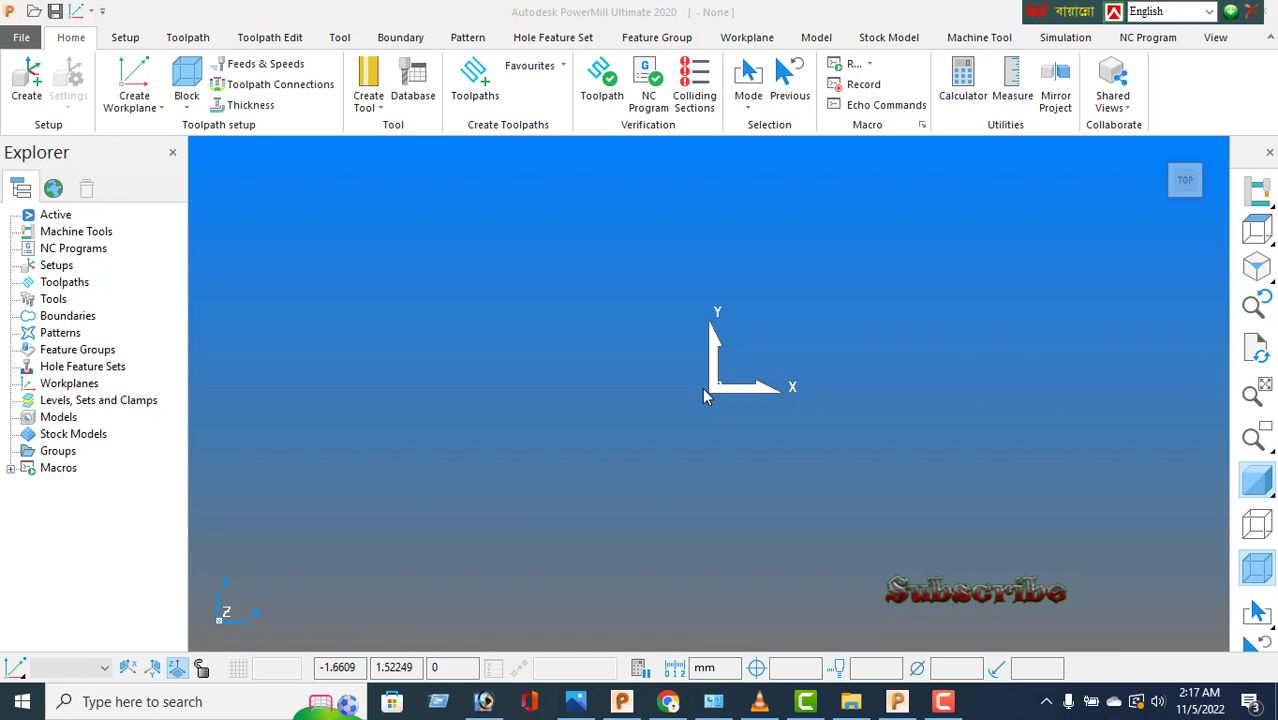 Autodesk PowerMill Ultimate 2020 [ - None ]
বায়ান্নো English
File Home Setup Toolpath Toolpath Edit Tool Boundary Pattern Hole Feature Set Feature Group Workplane Model Stock Model Machine Tool Simulation NC Program View
Create
Settings
Setup
Create Workplane
Block
Feeds & Speeds
Toolpath Connections
Thickness
Toolpath setup
Create Tool
Database
Tool
Toolpaths
Favourites
Create Toolpaths
Toolpath
NC Program
Colliding Sections
Verification
Mode
Previous
Selection
R...
Record
Echo Commands
Macro
Calculator
Measure
Mirror Project
Utilities
Shared Views
Collaborate
Explorer
Active
Machine Tools
NC Programs
Setups
Toolpaths
Tools
Boundaries
Patterns
Feature Groups
Hole Feature Sets
Workplanes
Levels, Sets and Clamps
Models
Stock Models
Groups
Macros
TOP
Y
X
Subscribe
Y
Z X
-1.6609 1.52249 0 mm
Type here to search
2:17 AM
11/5/2022
3